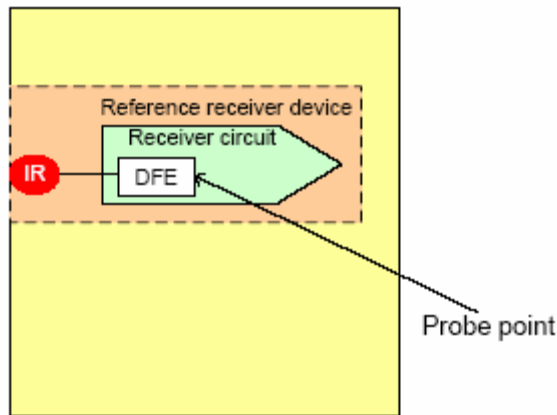 Reference receiver device
Receiver circuit
IR
DFE
Probe point